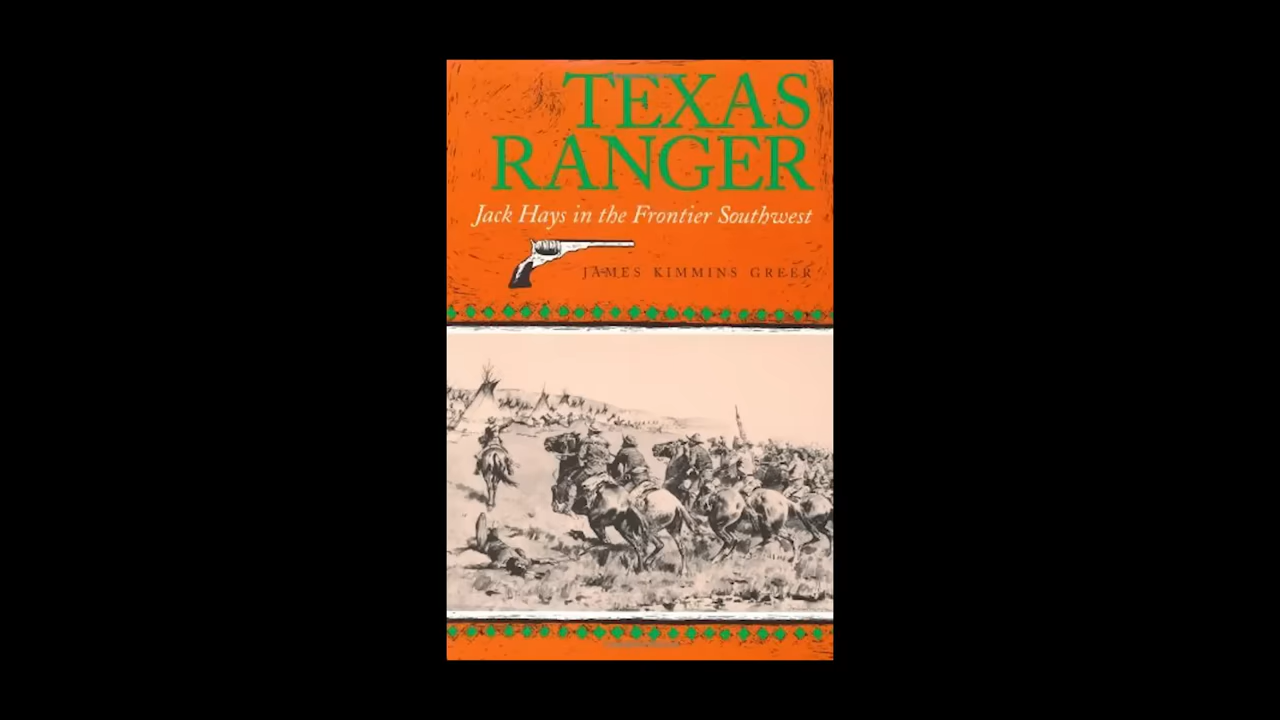 TEXAS
RANGER
Jack Hays in the Frontier Southwest
JAMES KIMMINS GREER